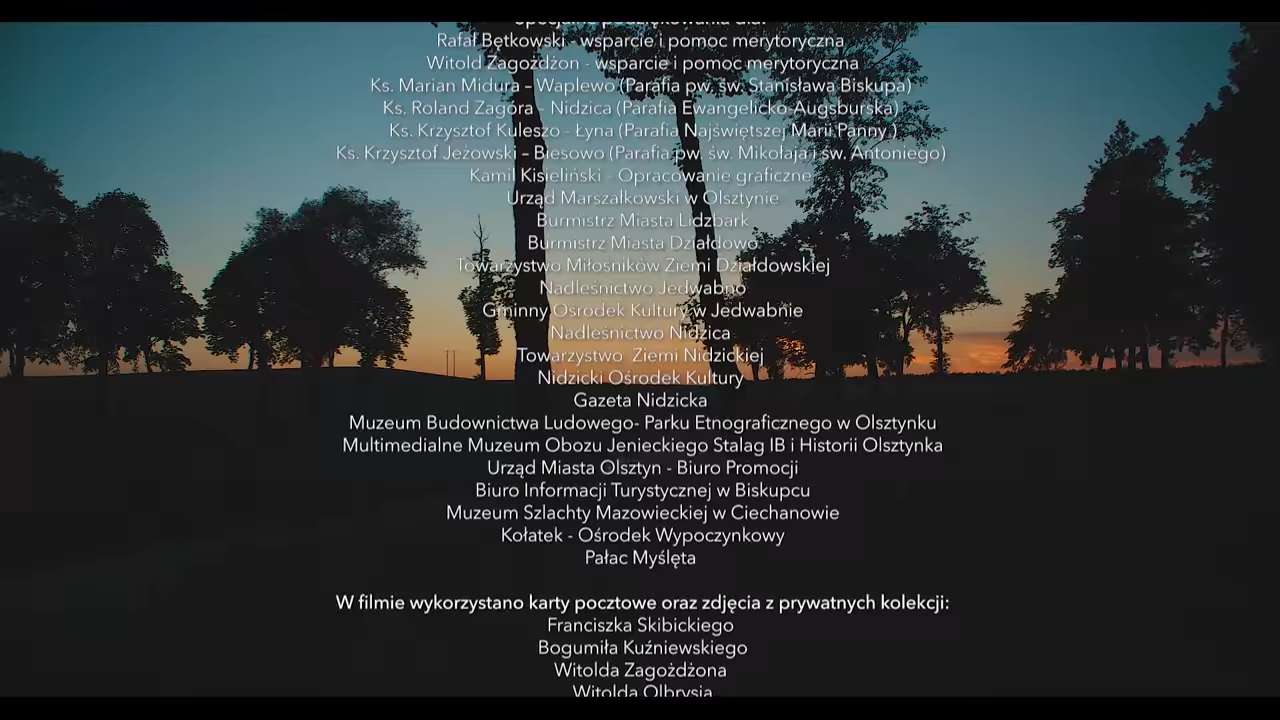 Specjalne podziękowania dla:
Rafał Bętkowski - wsparcie i pomoc merytoryczna
Witold Zagożdżon - wsparcie i pomoc merytoryczna
Ks. Marian Midura – Waplewo (Parafia pw. św. Stanisława Biskupa)
Ks. Roland Zagóra - Nidzica (Parafia Ewangelicko-Augsburska)
Ks. Krzysztof Kuleszo - Łyna (Parafia Najświętszej Marii Panny )
Ks. Krzysztof Jeżowski – Biesowo (Parafia pw. św. Mikołaja i św. Antoniego)
Kamil Kisieliński - Opracowanie graficzne
Urząd Marszałkowski w Olsztynie
Burmistrz Miasta Lidzbark
Burmistrz Miasta Działdowo
Towarzystwo Miłośników Ziemi Działdowskiej
Nadleśnictwo Jedwabno
Gminny Ośrodek Kultury w Jedwabnie
Nadleśnictwo Nidzica
Towarzystwo Ziemi Nidzickiej
Nidzicki Ośrodek Kultury
Gazeta Nidzicka
Muzeum Budownictwa Ludowego- Parku Etnograficznego w Olsztynku
Multimedialne Muzeum Obozu Jenieckiego Stalag IB i Historii Olsztynka
Urząd Miasta Olsztyn - Biuro Promocji
Biuro Informacji Turystycznej w Biskupcu
Muzeum Szlachty Mazowieckiej w Ciechanowie
Kołatek - Ośrodek Wypoczynkowy
Pałac Myślęta
W filmie wykorzystano karty pocztowe oraz zdjęcia z prywatnych kolekcji:
Franciszka Skibickiego
Bogumiła Kuźniewskiego
Witolda Zagożdżona
Witolda Olbrysia